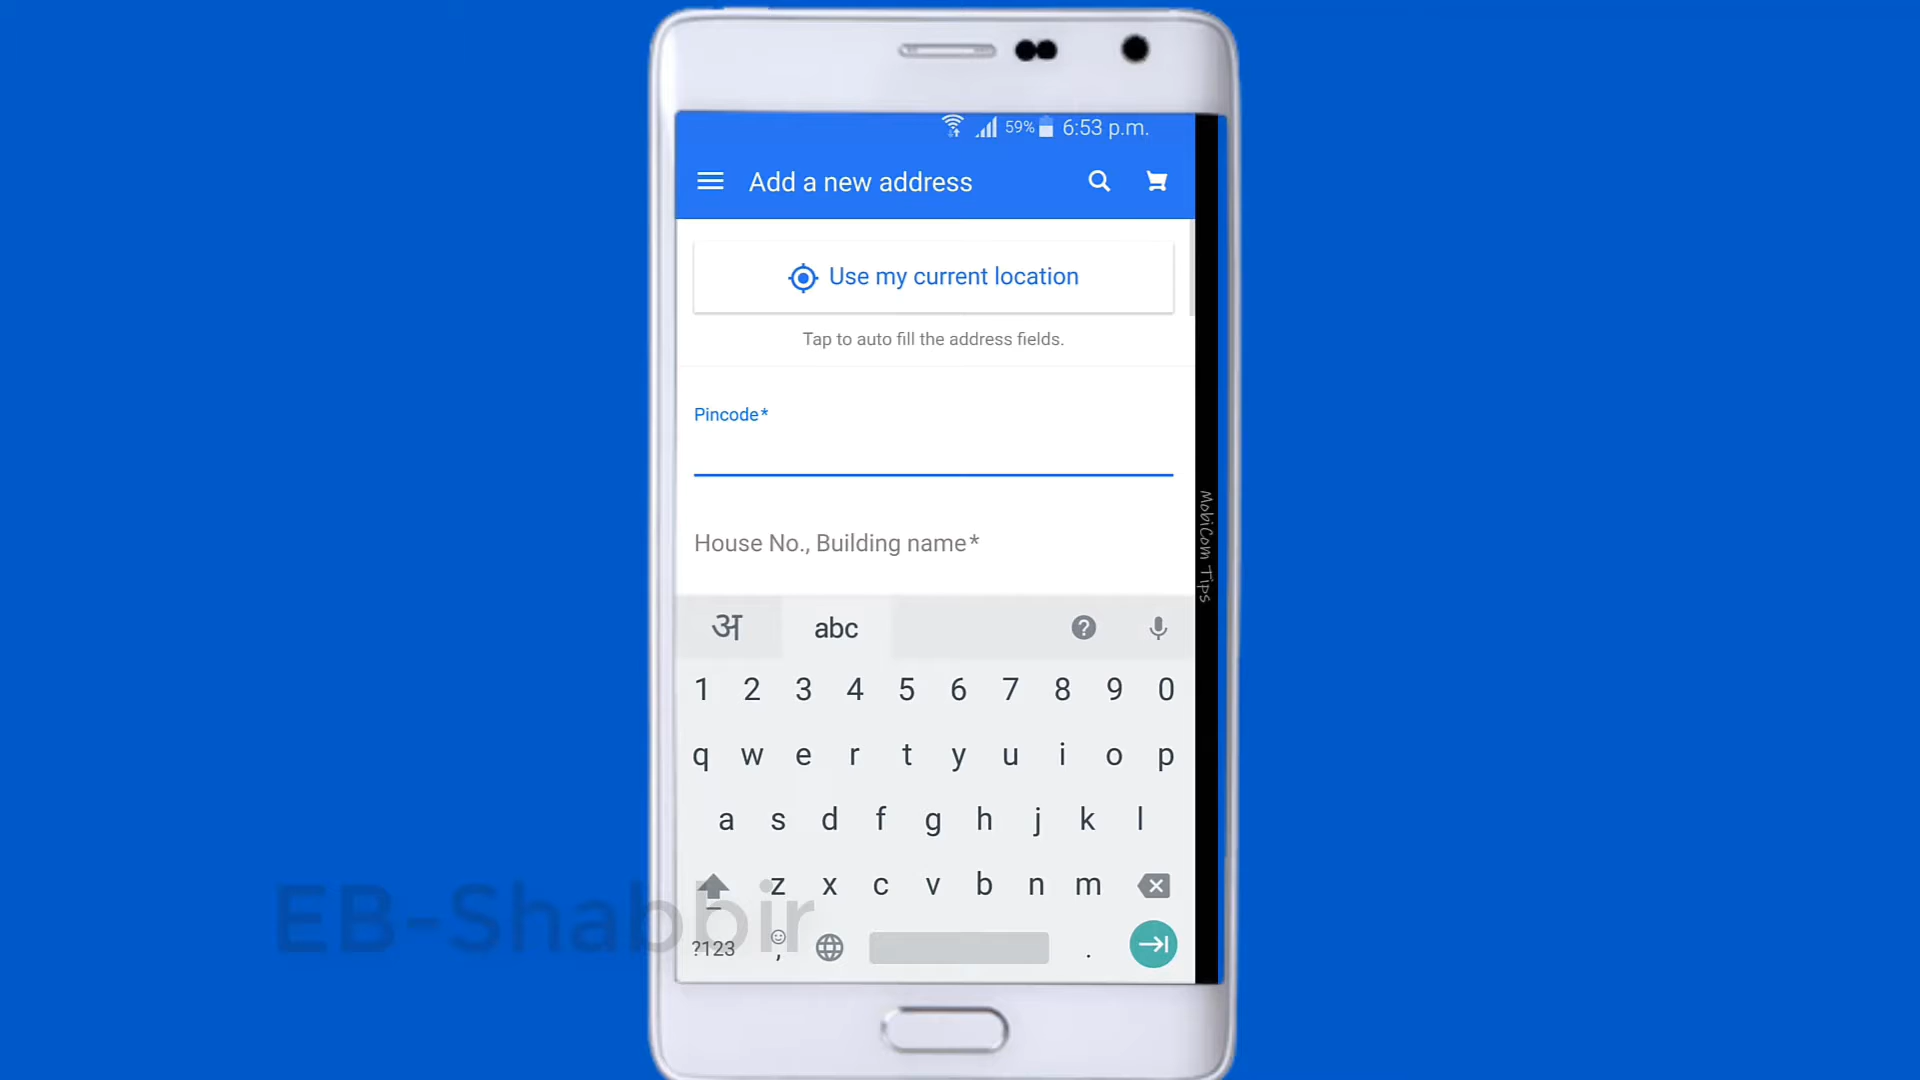 59% 6:53 p.m.
Add a new address
Use my current location
Tap to auto fill the address fields.
Pincode*
House No., Building name*
MobiCom Tips
अ abc ?
1 2 3 4 5 6 7 8 9 0
q w e r t y u i o p
a s d f g h j k l
z x c v b n m
EB-Shabbir
?123 , .